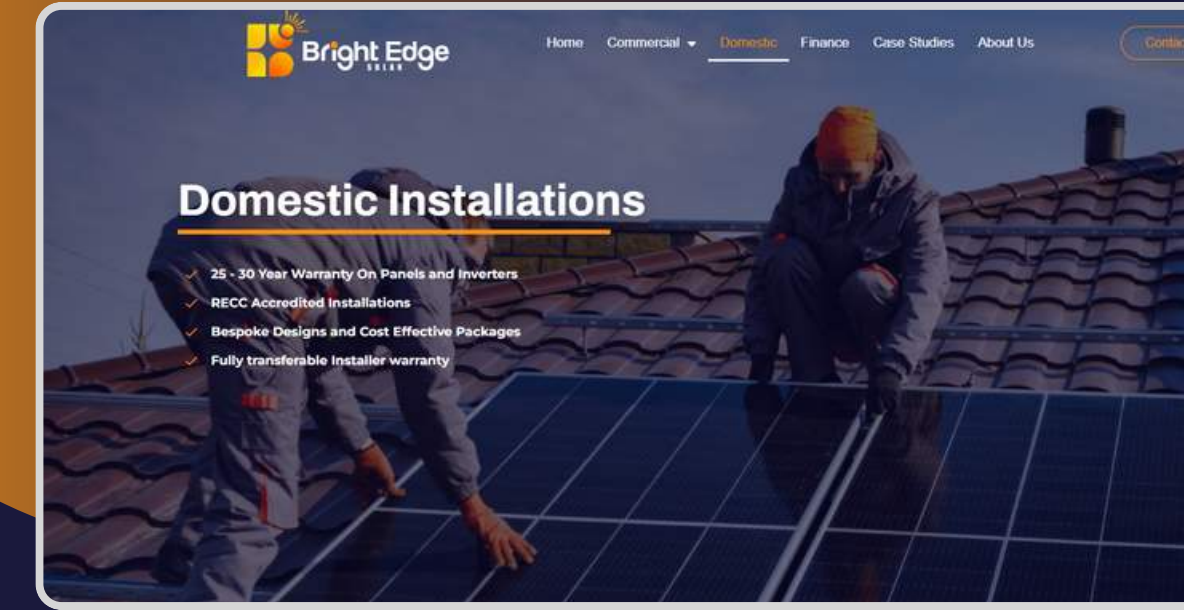 Bright Edge
SOLAR
Home Commercial Domestic Finance Case Studies About Us
Domestic Installations
25 - 30 Year Warranty On Panels and Inverters
RECC Accredited Installations
Bespoke Designs and Cost Effective Packages
Fully transferable Installer warranty